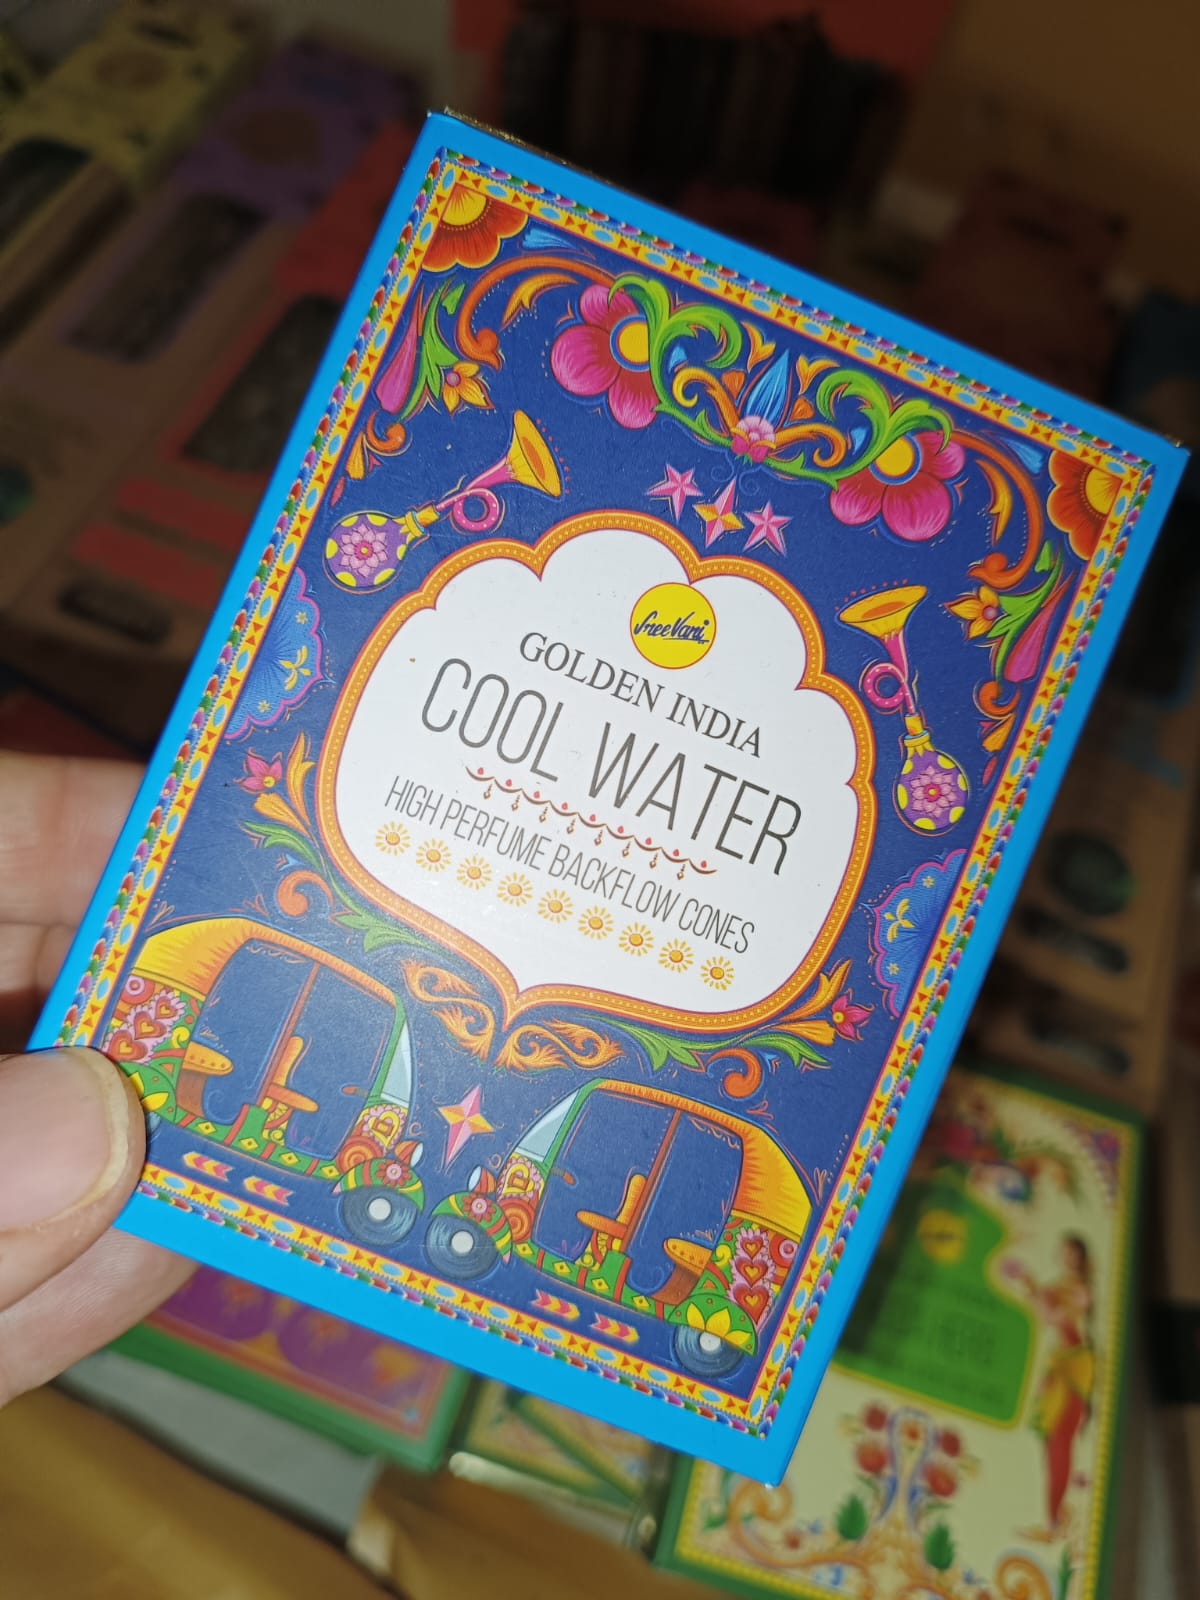 SreeVani
GOLDEN INDIA
COOL WATER
HIGH PERFUME BACKFLOW CONES